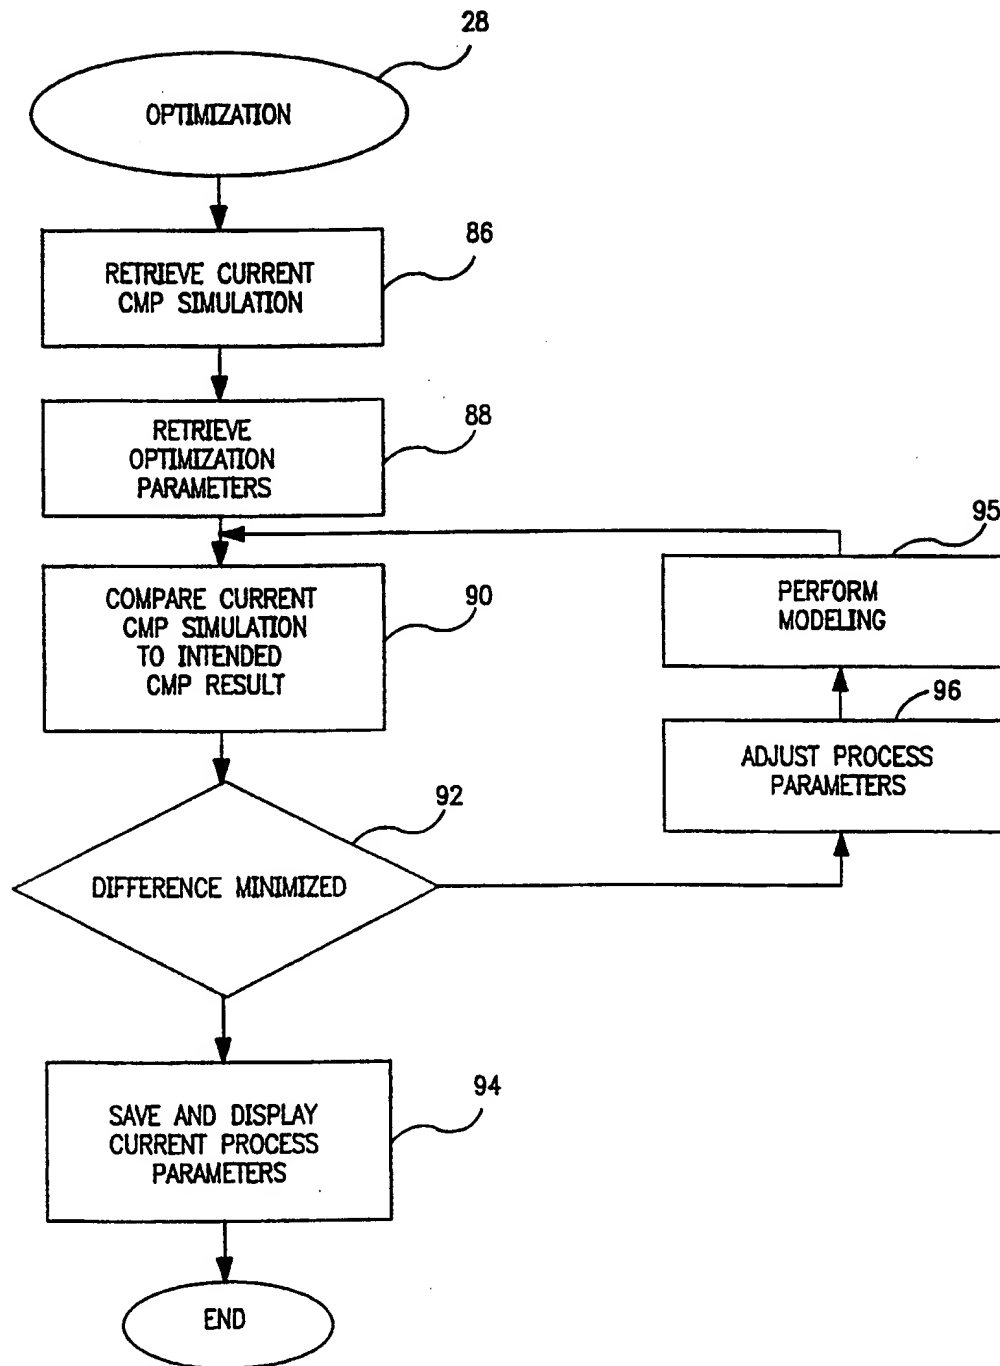 28
OPTIMIZATION
86
RETRIEVE CURRENT
CMP SIMULATION
88
RETRIEVE
OPTIMIZATION
PARAMETERS
95
PERFORM
MODELING
90
COMPARE CURRENT
CMP SIMULATION
TO INTENDED
CMP RESULT
96
ADJUST PROCESS
PARAMETERS
92
DIFFERENCE MINIMIZED
94
SAVE AND DISPLAY
CURRENT PROCESS
PARAMETERS
END